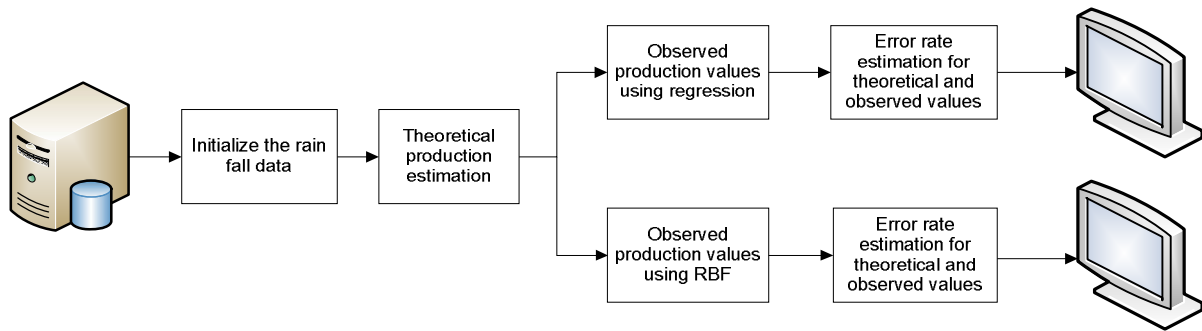 Initialize the rain
fall data
Theoretical
production
estimation
Observed
production values
using regression
Error rate
estimation for
theoretical and
observed values
Observed
production values
using RBF
Error rate
estimation for
theoretical and
observed values